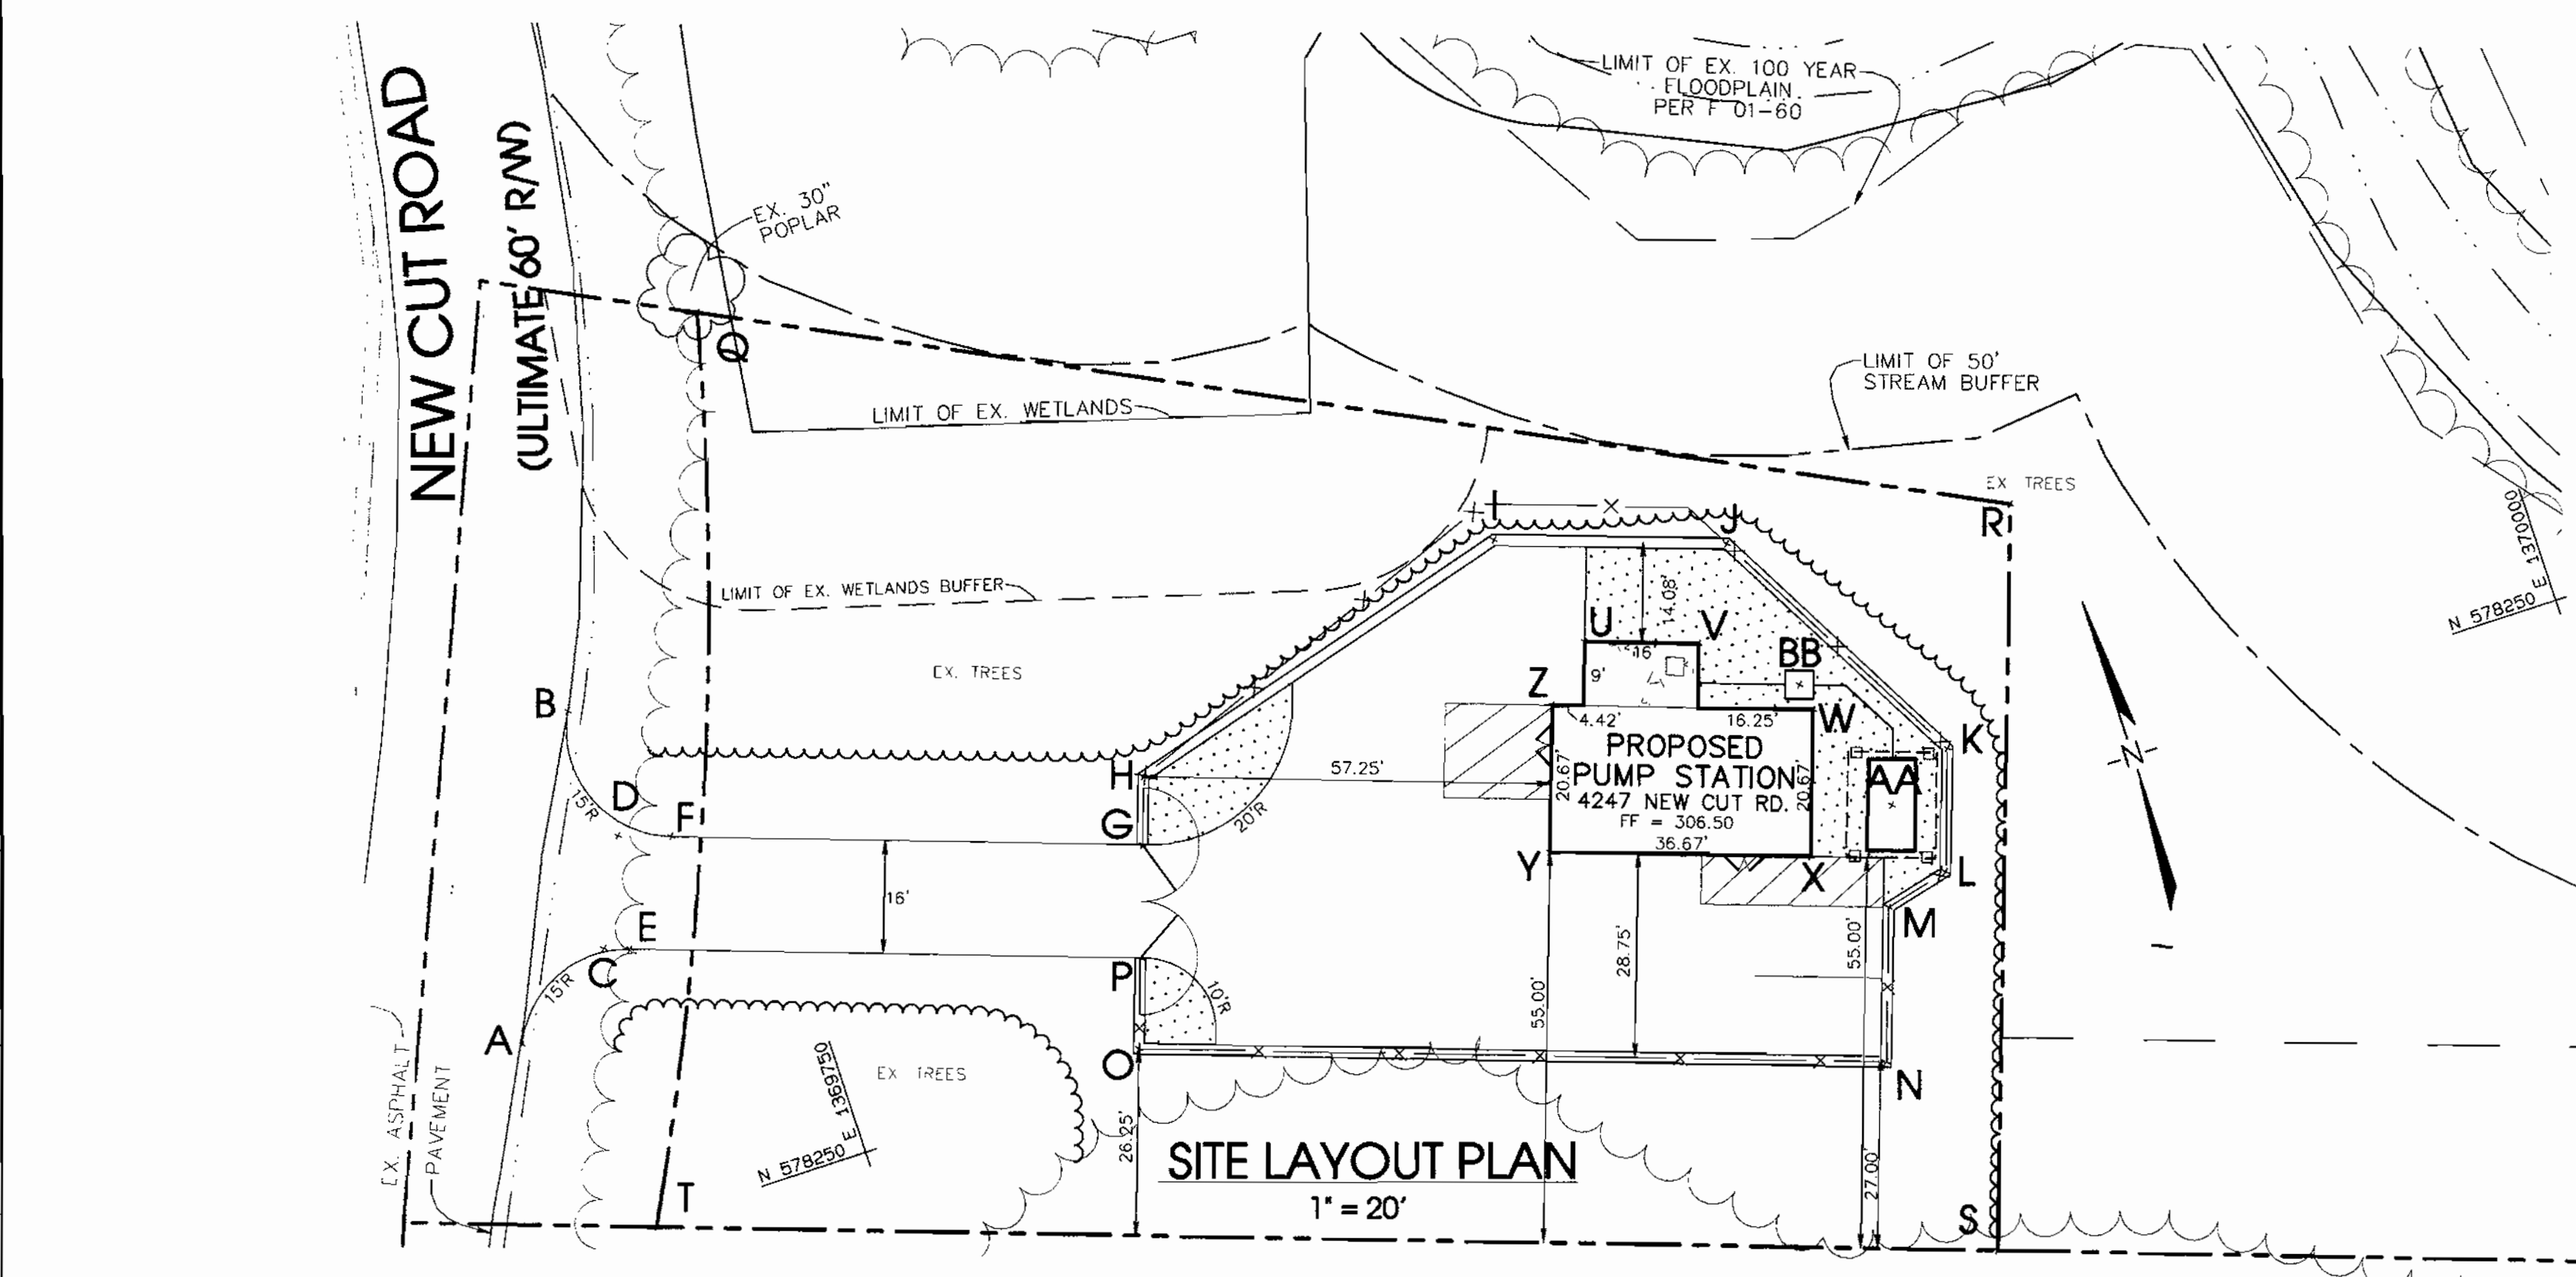 NEW CUT ROAD
(ULTIMATE 60' R/W)
LIMIT OF EX. 100 YEAR
FLOODPLAIN
PER F 01-60
EX. 30"
POPLAR
Q
LIMIT OF EX. WETLANDS
LIMIT OF 50'
STREAM BUFFER
EX TREES
R
N 578250
E 1370000
I
J
LIMIT OF EX. WETLANDS BUFFER
14.08'
U
V
16'
9'
BB
EX. TREES
Z
B
4.42'
16.25'
W
K
PROPOSED
PUMP STATION
4247 NEW CUT RD.
FF = 306.50
36.67'
20.67'
20.67'
AA
H
57.25'
N
D
15'R
F
G
20'R
Y
X
L
16'
M
E
C
15'R
P
10'R
28.75'
55.00'
55.00'
A
O
N
EX. ASPHALT
PAVEMENT
EX TREES
N 578250
E 1369750
26.25'
SITE LAYOUT PLAN
1" = 20'
27.00'
T
S